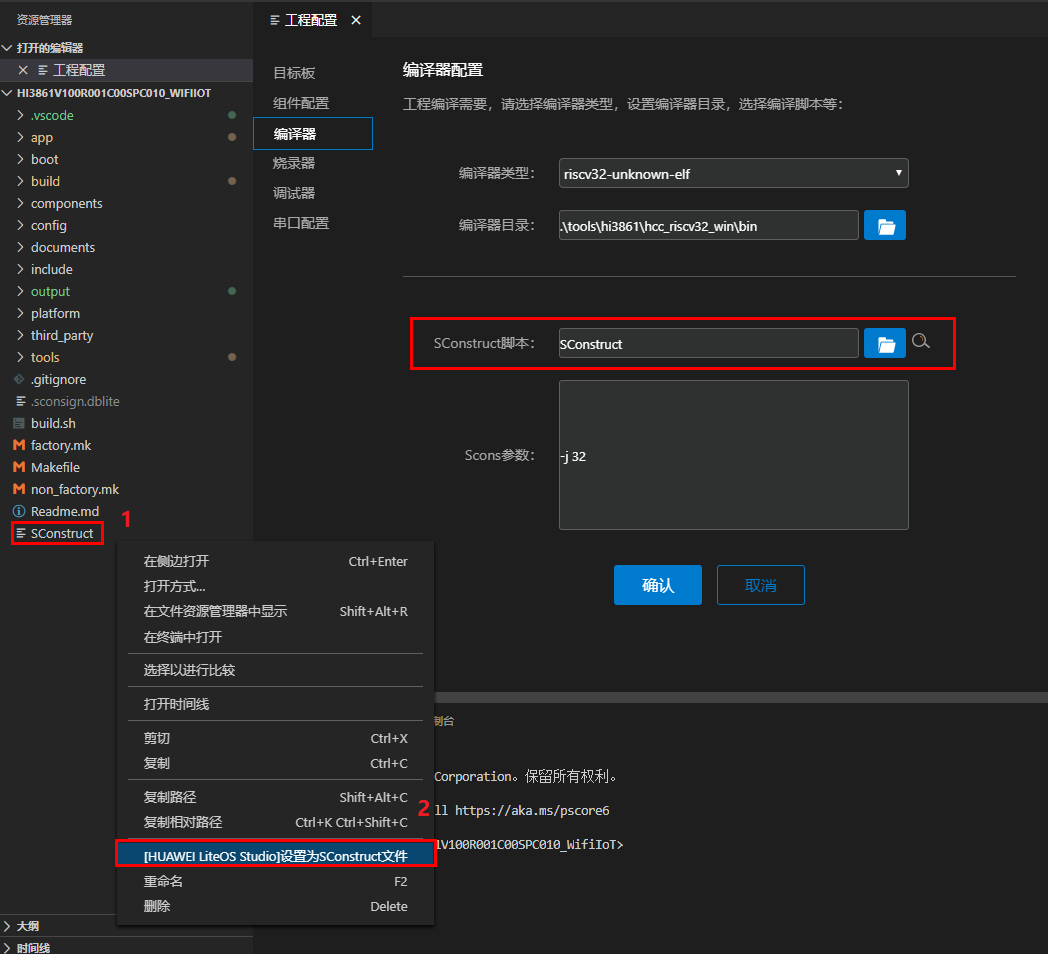 资源管理器
打开的编辑器
工程配置
HI3861V100R001C00SPC010_WIFIIOT
.vscode
app
boot
build
components
config
documents
include
output
platform
third_party
tools
.gitignore
.sconsign.dblite
build.sh
factory.mk
Makefile
non_factory.mk
Readme.md
SConstruct
1
大纲
时间线
工程配置
目标板
组件配置
编译器
烧录器
调试器
串口配置
编译器配置
工程编译需要，请选择编译器类型，设置编译器目录，选择编译脚本等：
编译器类型： riscv32-unknown-elf
编译器目录： .\tools\hi3861\hcc_riscv32_win\bin
SConstruct脚本： SConstruct
Scons参数： -j 32
确认 取消
在侧边打开 Ctrl+Enter
打开方式...
在文件资源管理器中显示 Shift+Alt+R
在终端中打开
选择以进行比较
打开时间线
剪切 Ctrl+X
复制 Ctrl+C
复制路径 Shift+Alt+C
复制相对路径 Ctrl+K Ctrl+Shift+C
2
[HUAWEI LiteOS Studio]设置为SConstruct文件
重命名 F2
删除 Delete
制台
Corporation。保留所有权利。
ll https://aka.ms/pscore6
1V100R001C00SPC010_WifiIoT>